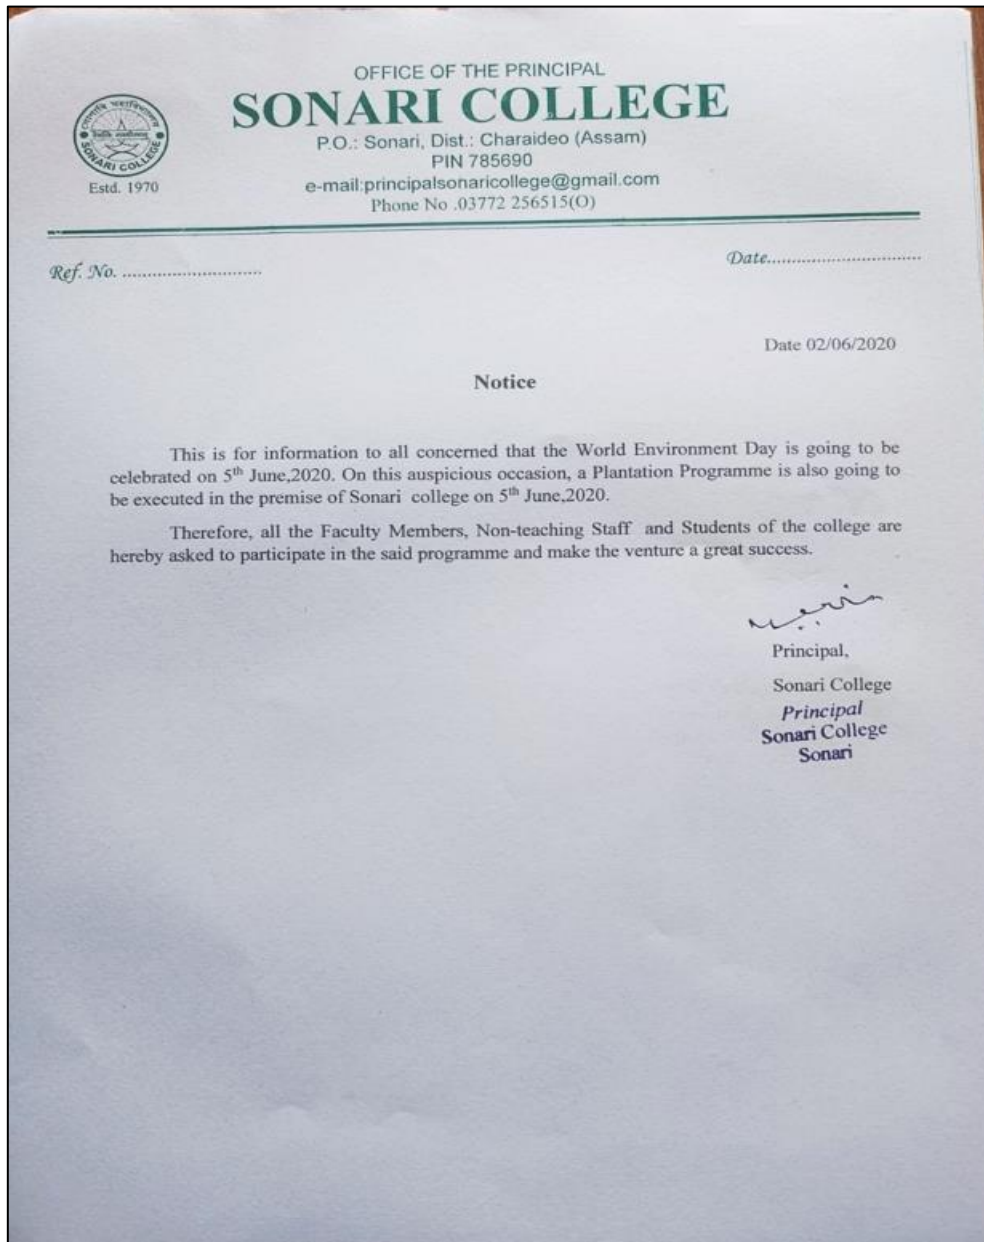 OFFICE OF THE PRINCIPAL
SONARI COLLEGE
P.O.: Sonari, Dist.: Charaideo (Assam)
PIN 785690
e-mail:principalsonaricollege@gmail.com
Phone No .03772 256515(O)
SONARI COLLEGE
Estd. 1970
Ref. No. ............................
Date...............................
Date 02/06/2020
Notice
This is for information to all concerned that the World Environment Day is going to be
celebrated on 5th June,2020. On this auspicious occasion, a Plantation Programme is also going to
be executed in the premise of Sonari college on 5th June,2020.
Therefore, all the Faculty Members, Non-teaching Staff and Students of the college are
hereby asked to participate in the said programme and make the venture a great success.
Principal,
Sonari College
Principal
Sonari College
Sonari